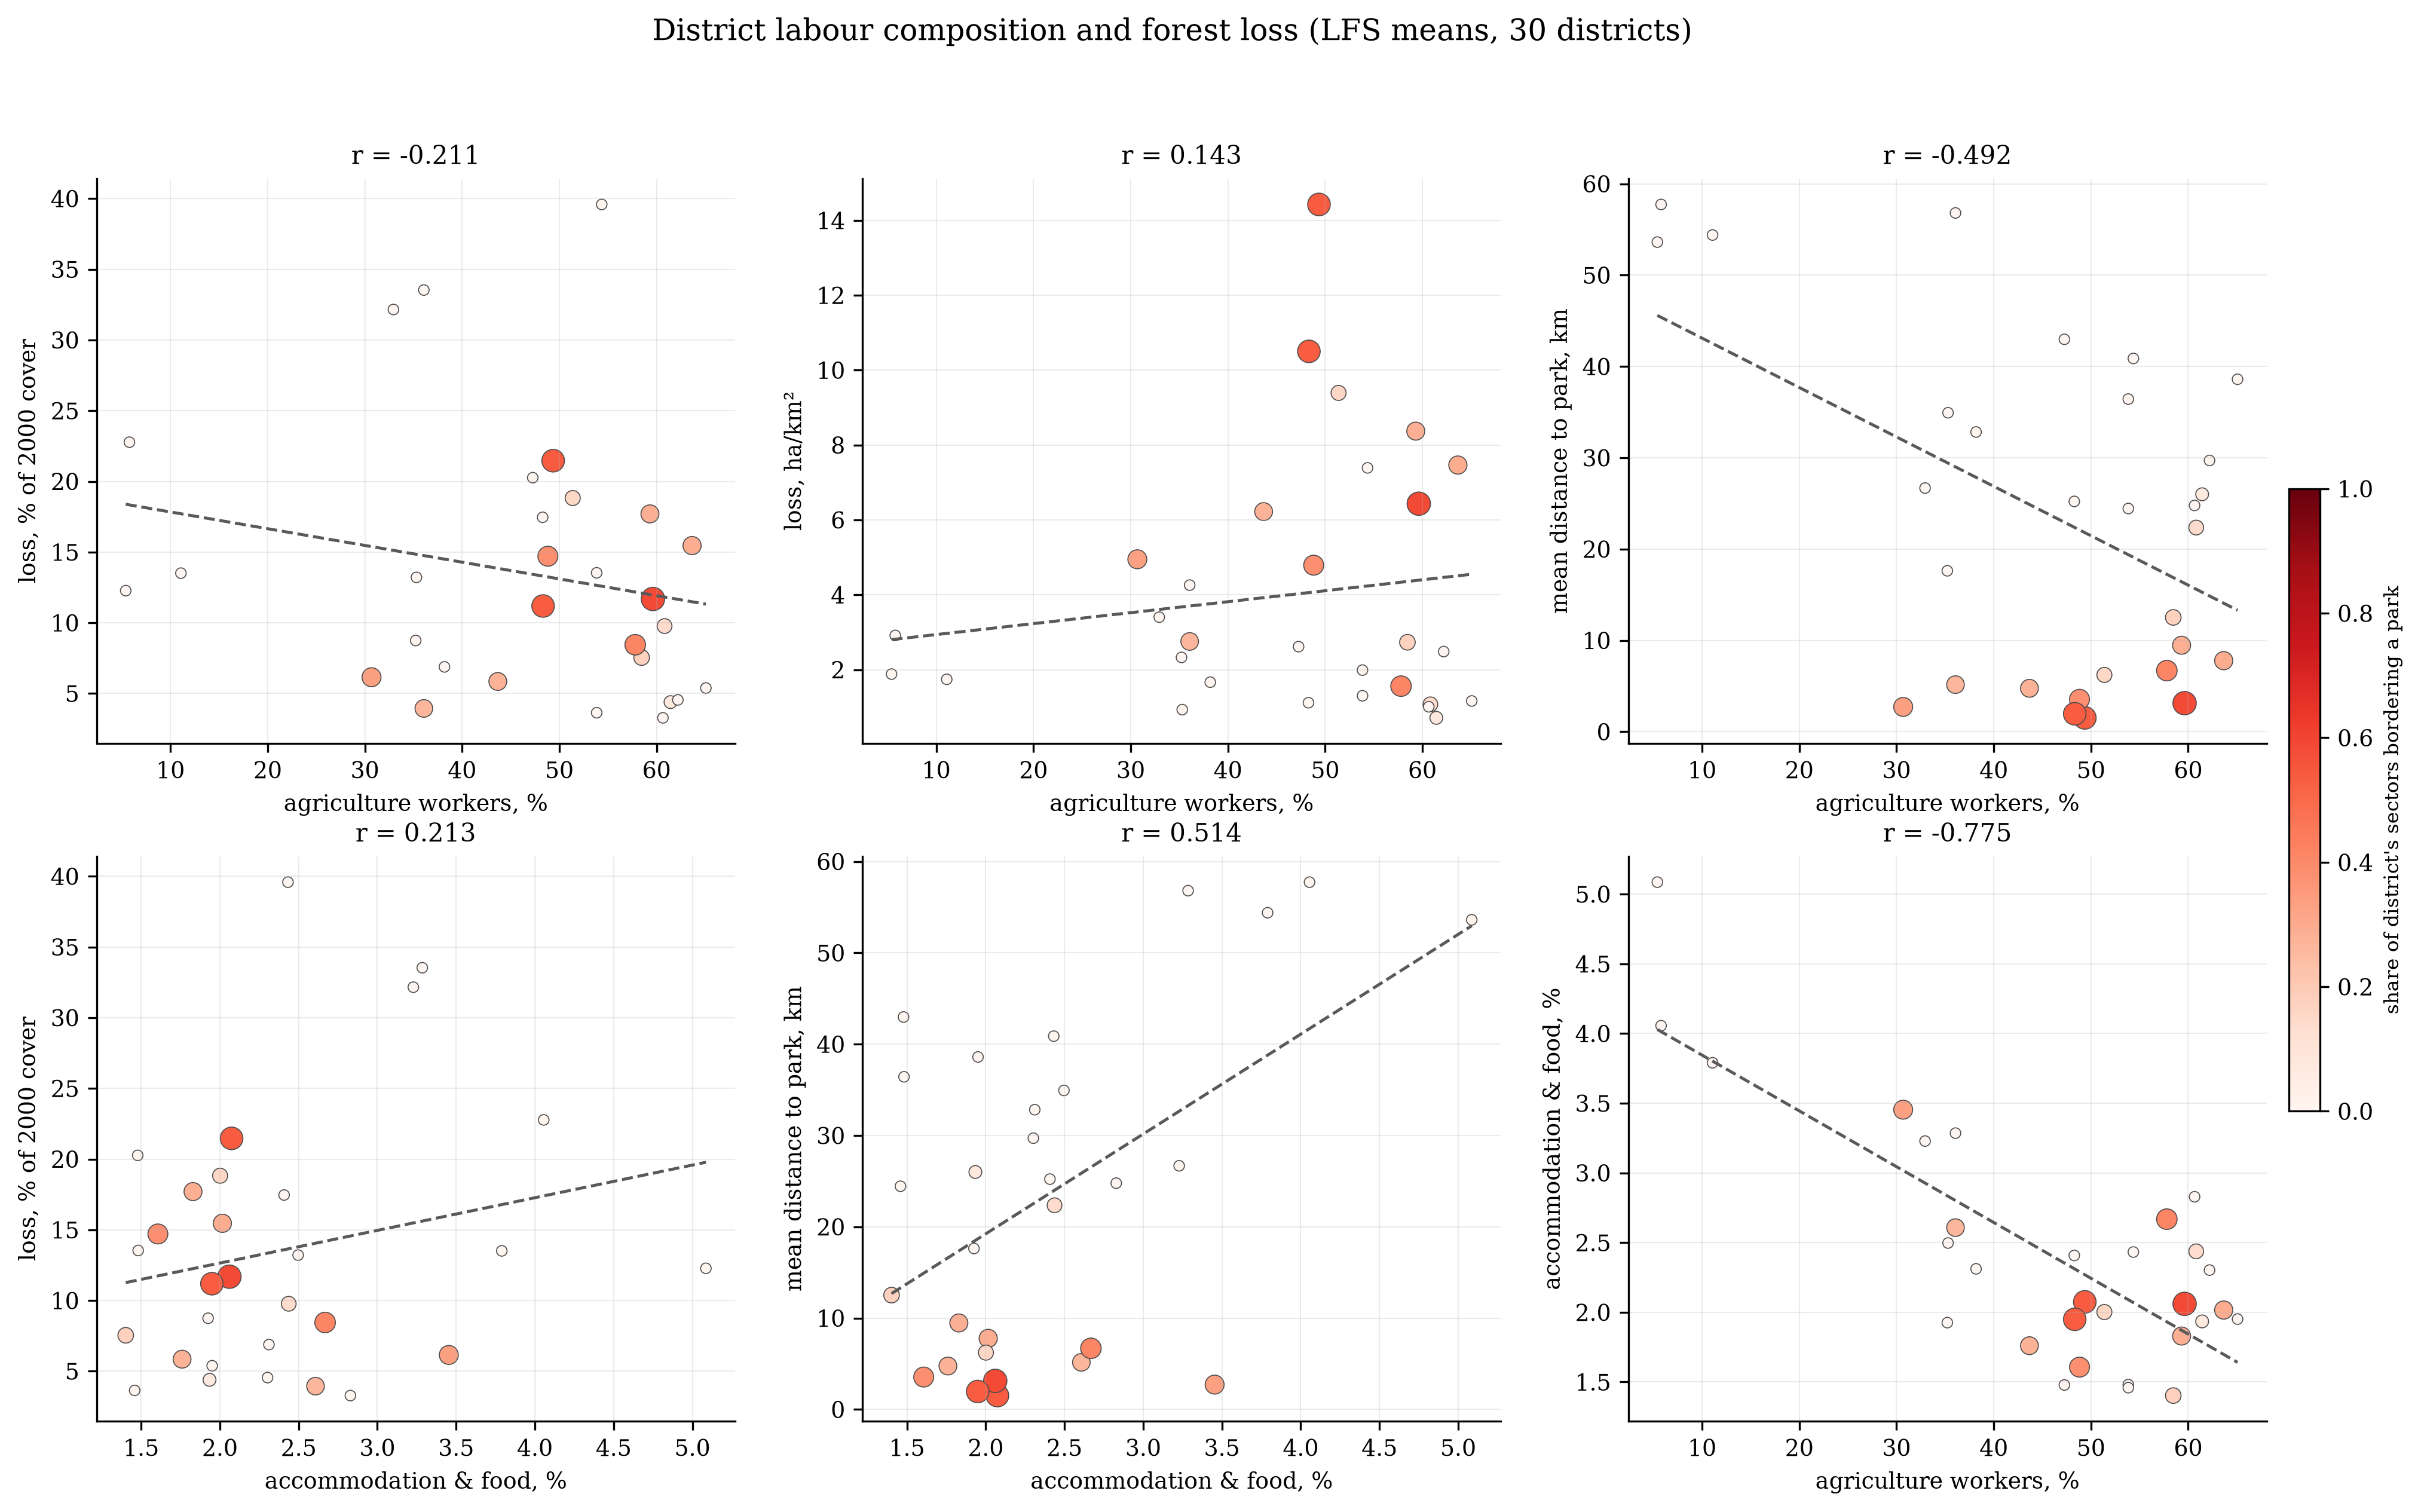 District labour composition and forest loss (LFS means, 30 districts)
r = -0.211
40
35
30
25
20
15
10
5
loss, % of 2000 cover
10 20 30 40 50 60
agriculture workers, %
r = 0.143
14
12
10
8
6
4
2
loss, ha/km²
10 20 30 40 50 60
agriculture workers, %
r = -0.492
60
50
40
30
20
10
0
mean distance to park, km
10 20 30 40 50 60
agriculture workers, %
r = 0.213
40
35
30
25
20
15
10
5
loss, % of 2000 cover
1.5 2.0 2.5 3.0 3.5 4.0 4.5 5.0
accommodation & food, %
r = 0.514
60
50
40
30
20
10
0
mean distance to park, km
1.5 2.0 2.5 3.0 3.5 4.0 4.5 5.0
accommodation & food, %
r = -0.775
5.0
4.5
4.0
3.5
3.0
2.5
2.0
1.5
accommodation & food, %
10 20 30 40 50 60
agriculture workers, %
1.0
0.8
0.6
0.4
0.2
0.0
share of district's sectors bordering a park